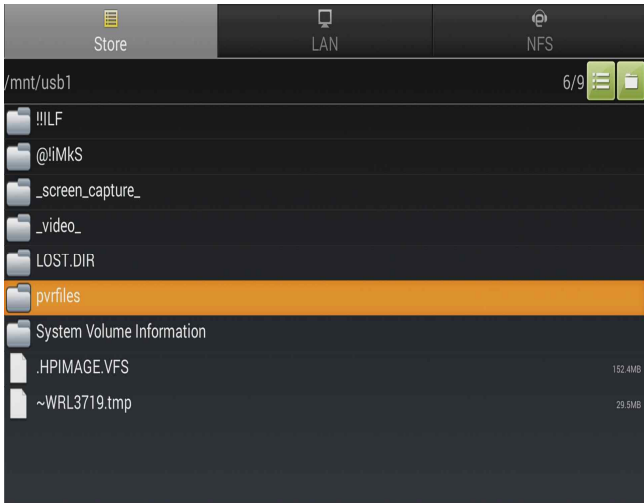 Store
LAN
NFS
/mnt/usb1 6/9
!!ILF
@!iMkS
_screen_capture_
_video_
LOST.DIR
pvrfiles
System Volume Information
.HPIMAGE.VFS 152.4MB
~WRL3719.tmp 29.5MB